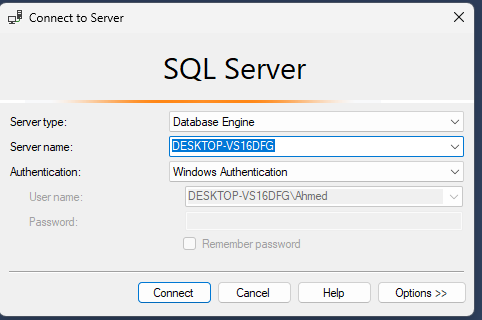 Connect to Server
SQL Server
Server type: Database Engine
Server name: DESKTOP-VS16DFG
Authentication: Windows Authentication
User name: DESKTOP-VS16DFG\Ahmed
Password:
Remember password
Connect Cancel Help Options >>